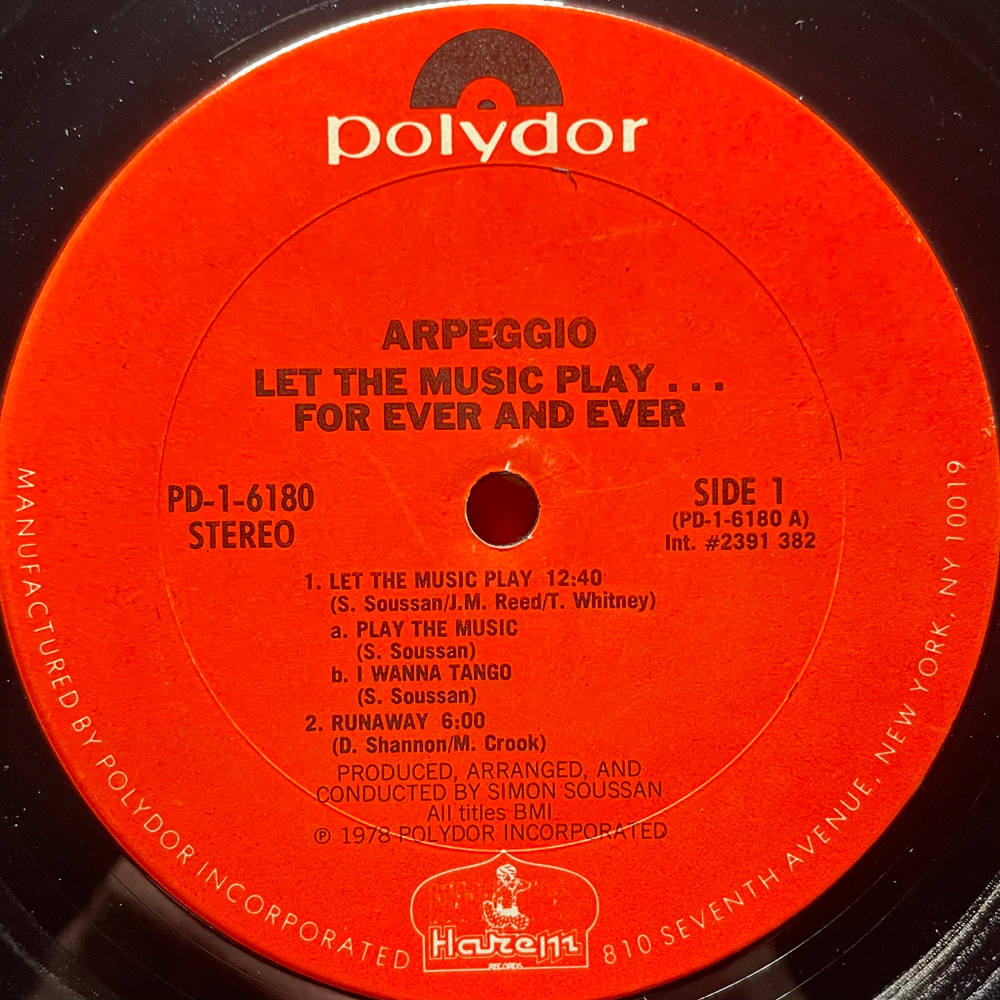 polydor
ARPEGGIO
LET THE MUSIC PLAY . . .
FOR EVER AND EVER
PD-1-6180
STEREO
SIDE 1
(PD-1-6180 A)
Int. #2391 382
1. LET THE MUSIC PLAY 12:40
(S. Soussan/J.M. Reed/T. Whitney)
a. PLAY THE MUSIC
(S. Soussan)
b. I WANNA TANGO
(S. Soussan)
2. RUNAWAY 6:00
(D. Shannon/M. Crook)
PRODUCED, ARRANGED, AND
CONDUCTED BY SIMON SOUSSAN
All titles BMI
℗ 1978 POLYDOR INCORPORATED
Harem
RECORDS
MANUFACTURED BY POLYDOR INCORPORATED
810 SEVENTH AVENUE, NEW YORK, NY 10019